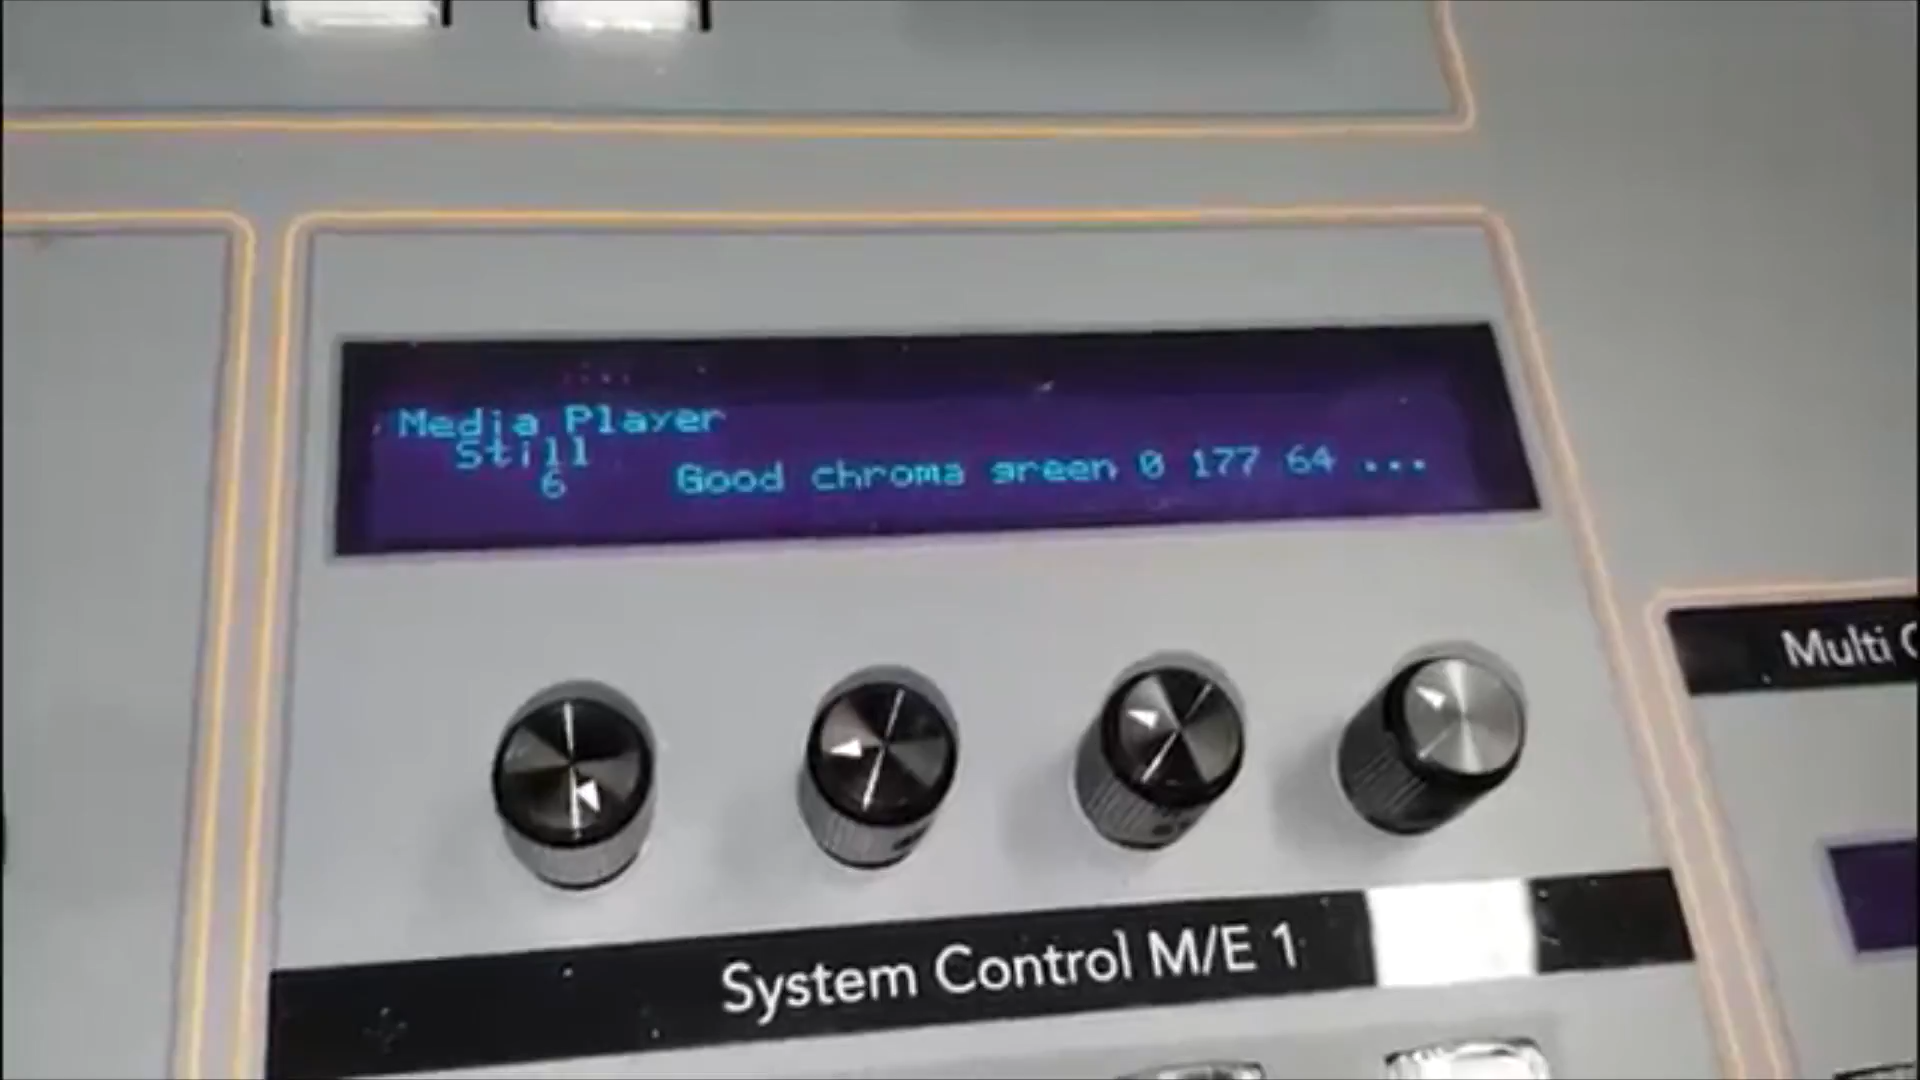 Media Player
Still
6 Good chroma green 0 177 64 ...
System Control M/E 1
Multi